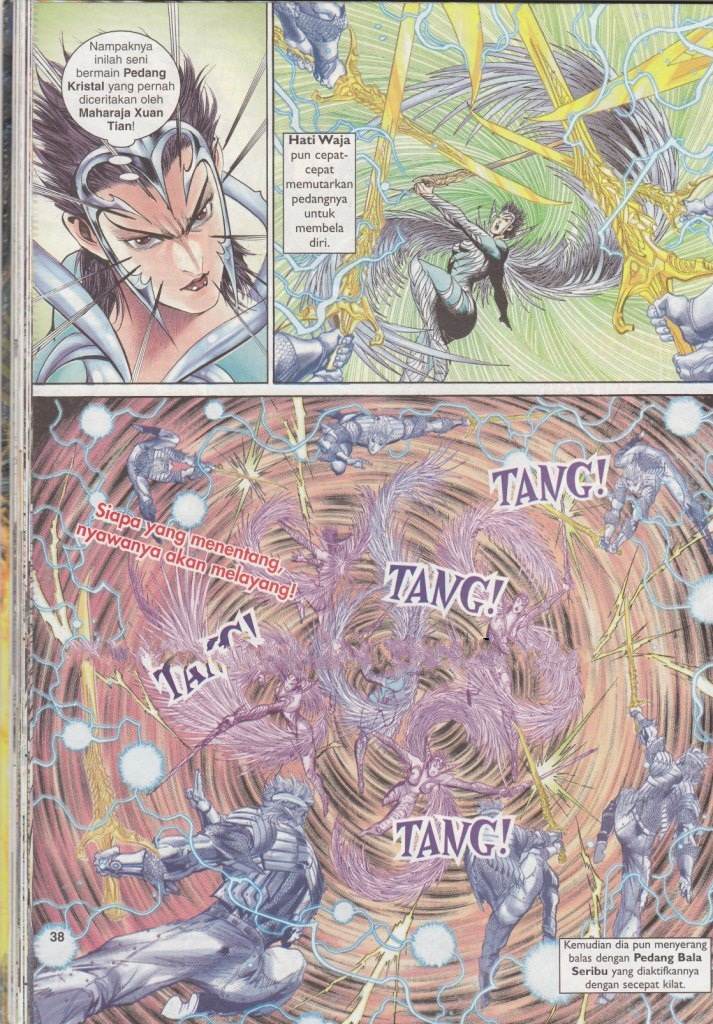 Nampaknya
inilah seni
bermain Pedang
Kristal yang pernah
diceritakan oleh
Maharaja Xuan
Tian!
Hati Waja
pun cepat-
cepat
memutarkan
pedangnya
untuk
membela
diri.
TANG!
Siapa yang menentang,
nyawanya akan melayang!
TANG!
TANG!
TANG!
38
Kemudian dia pun menyerang
balas dengan Pedang Bala
Seribu yang diaktifkannya
dengan secepat kilat.